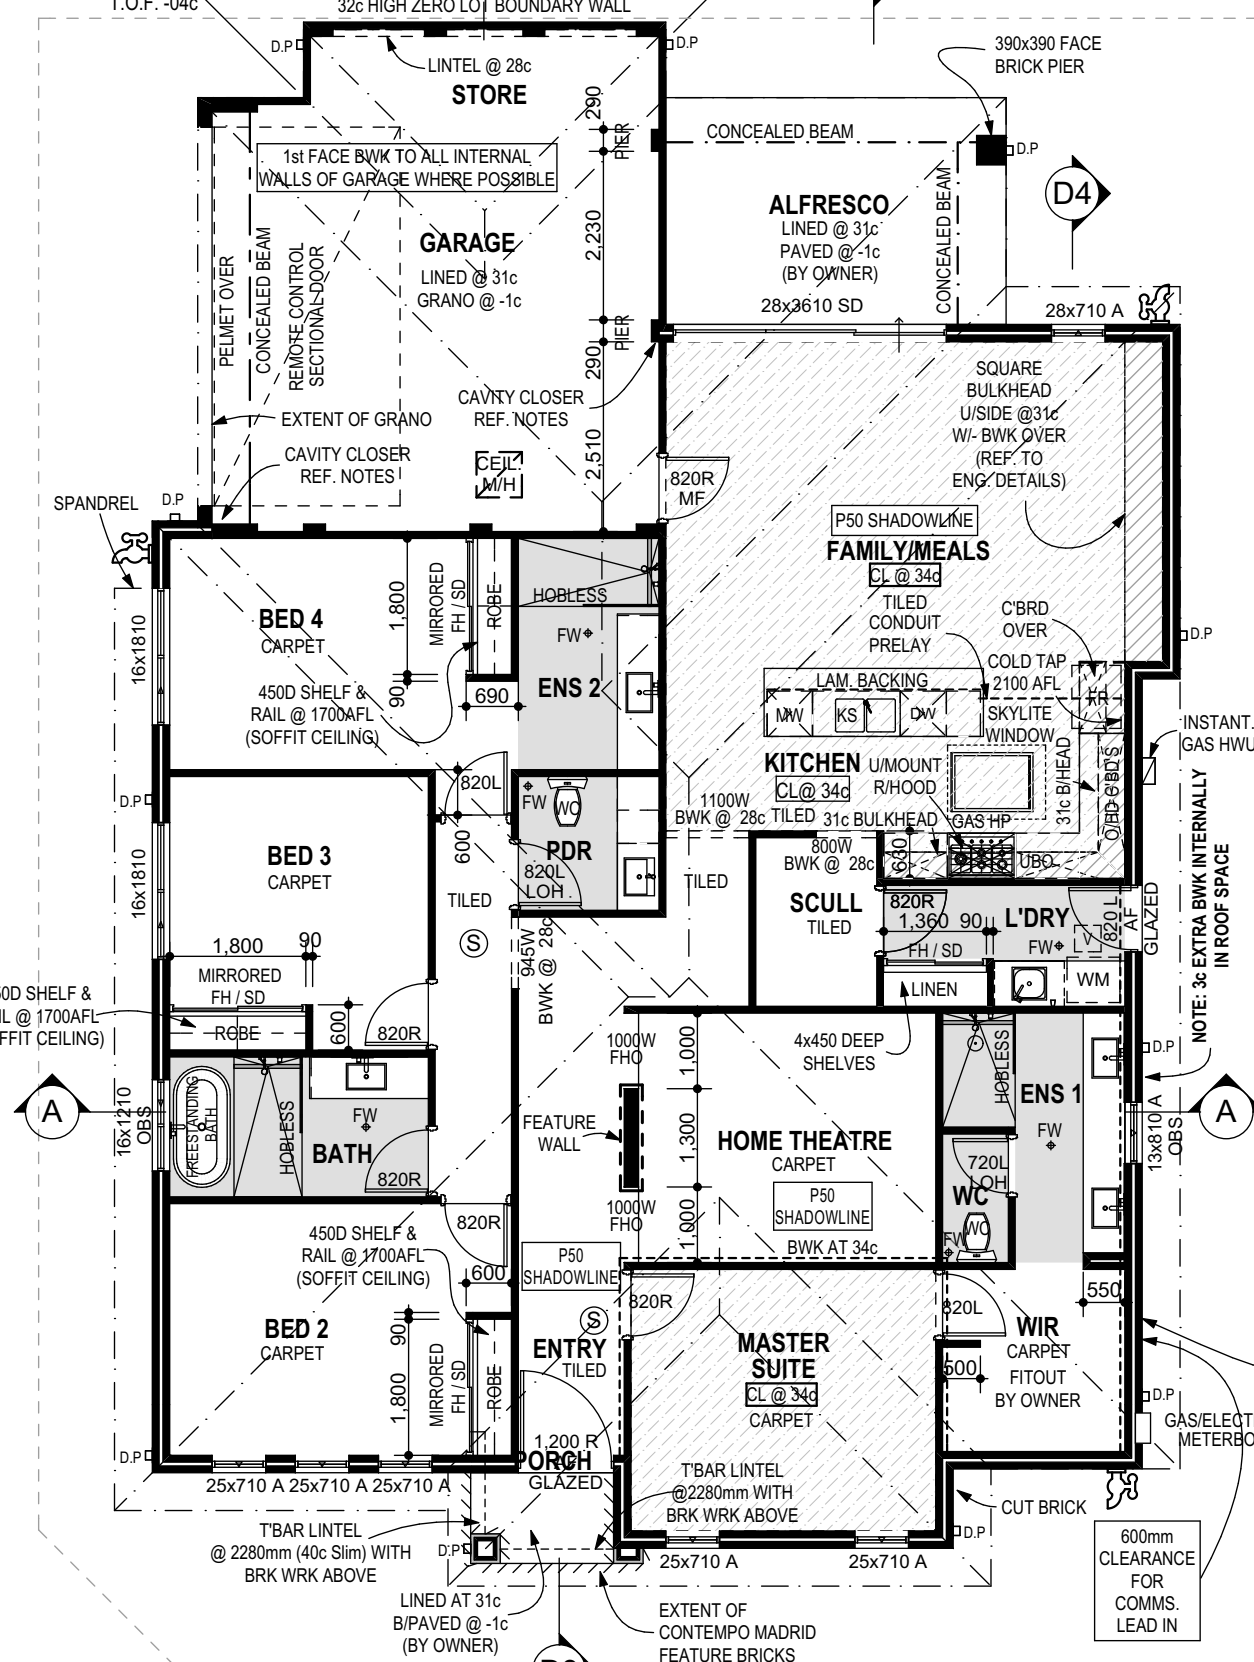 T.O.F. -04c
32c HIGH ZERO LOT BOUNDARY WALL
D.P
D.P
LINTEL @ 28c
STORE
390x390 FACE
BRICK PIER
290
PIER
CONCEALED BEAM
D.P
1st FACE BWK TO ALL INTERNAL
WALLS OF GARAGE WHERE POSSIBLE
D4
ALFRESCO
LINED @ 31c
PAVED @ -1c
(BY OWNER)
CONCEALED BEAM
GARAGE
LINED @ 31c
GRANO @ -1c
2,230
PELMET OVER
CONCEALED BEAM
REMOTE CONTROL
SECTIONAL DOOR
28x3610 SD
28x710 A
PIER
290
SQUARE
BULKHEAD
U/SIDE @31c
W/- BWK OVER
(REF. TO
ENG. DETAILS)
CAVITY CLOSER
REF. NOTES
EXTENT OF GRANO
2,510
CAVITY CLOSER
REF. NOTES
CEIL.
M/H
820R
MF
SPANDREL
D.P
P50 SHADOWLINE
FAMILY/MEALS
CL @ 34c
TILED
CONDUIT
PRELAY
C'BRD
OVER
16x1810
BED 4
CARPET
1,800
MIRRORED
FH / SD
ROBE
HOBLESS
FW
D.P
COLD TAP
2100 AFL
450D SHELF &
RAIL @ 1700AFL
(SOFFIT CEILING)
90
690
ENS 2
LAM. BACKING
MW
KS
DW
FR
SKYLITE
WINDOW
INSTANT.
GAS HWU
KITCHEN
CL@ 34c
TILED
U/MOUNT
R/HOOD
31c B/HEAD
O/HD C/BD'S
820L
FW
WC
D.P
1100W
BWK @ 28c
31c BULKHEAD
GAS HP
UBO
630
NOTE: 3c EXTRA BWK INTERNALLY
IN ROOF SPACE
16x1810
BED 3
CARPET
600
PDR
820L
LOH
800W
BWK @ 28c
TILED
TILED
SCULL
TILED
820R
1,360
90
L'DRY
FW
V
820 L
AF
GLAZED
FH / SD
LINEN
WM
S
945W
BWK @ 28c
1,800
90
MIRRORED
FH / SD
ROBE
600
820R
0D SHELF &
IL @ 1700AFL
FFIT CEILING)
1000W
FHO
1,000
4x450 DEEP
SHELVES
HOBLESS
D.P
A
16x1210
OBS
FREESTANDING
BATH
HOBLESS
FW
BATH
820R
FEATURE
WALL
1,300
HOME THEATRE
CARPET
ENS 1
FW
13x810 A
OBS
A
720L
LOH
WC
WC
FW
1000W
FHO
1,000
P50
SHADOWLINE
BWK AT 34c
820R
450D SHELF &
RAIL @ 1700AFL
(SOFFIT CEILING)
600
P50
SHADOWLINE
550
820R
820L
BED 2
CARPET
90
1,800
MIRRORED
FH / SD
ROBE
S
ENTRY
TILED
MASTER
SUITE
CL @ 34c
CARPET
WIR
CARPET
FITOUT
BY OWNER
500
D.P
GAS/ELECT
METERBO
D.P
1,200 R
PORCH
GLAZED
25x710 A
25x710 A
25x710 A
T'BAR LINTEL
@2280mm WITH
BRK WRK ABOVE
CUT BRICK
T'BAR LINTEL
@ 2280mm (40c Slim) WITH
BRK WRK ABOVE
D.P
D.P
25x710 A
25x710 A
600mm
CLEARANCE
FOR
COMMS.
LEAD IN
LINED AT 31c
B/PAVED @ -1c
(BY OWNER)
EXTENT OF
CONTEMPO MADRID
FEATURE BRICKS